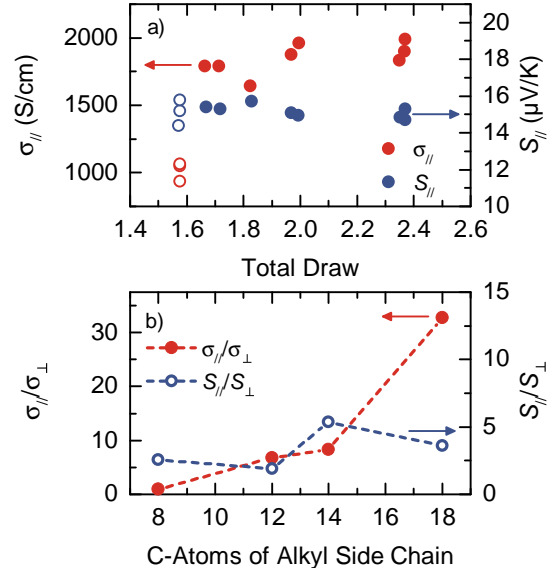 a)
2000
1500
1000
σ// (S/cm)
20
18
16
14
12
10
S// (μV/K)
σ//
S//
1.4 1.6 1.8 2.0 2.2 2.4 2.6
Total Draw
b)
30
20
10
0
σ///σ⊥
15
10
5
0
S///S⊥
σ///σ⊥
S///S⊥
8 10 12 14 16 18
C-Atoms of Alkyl Side Chain